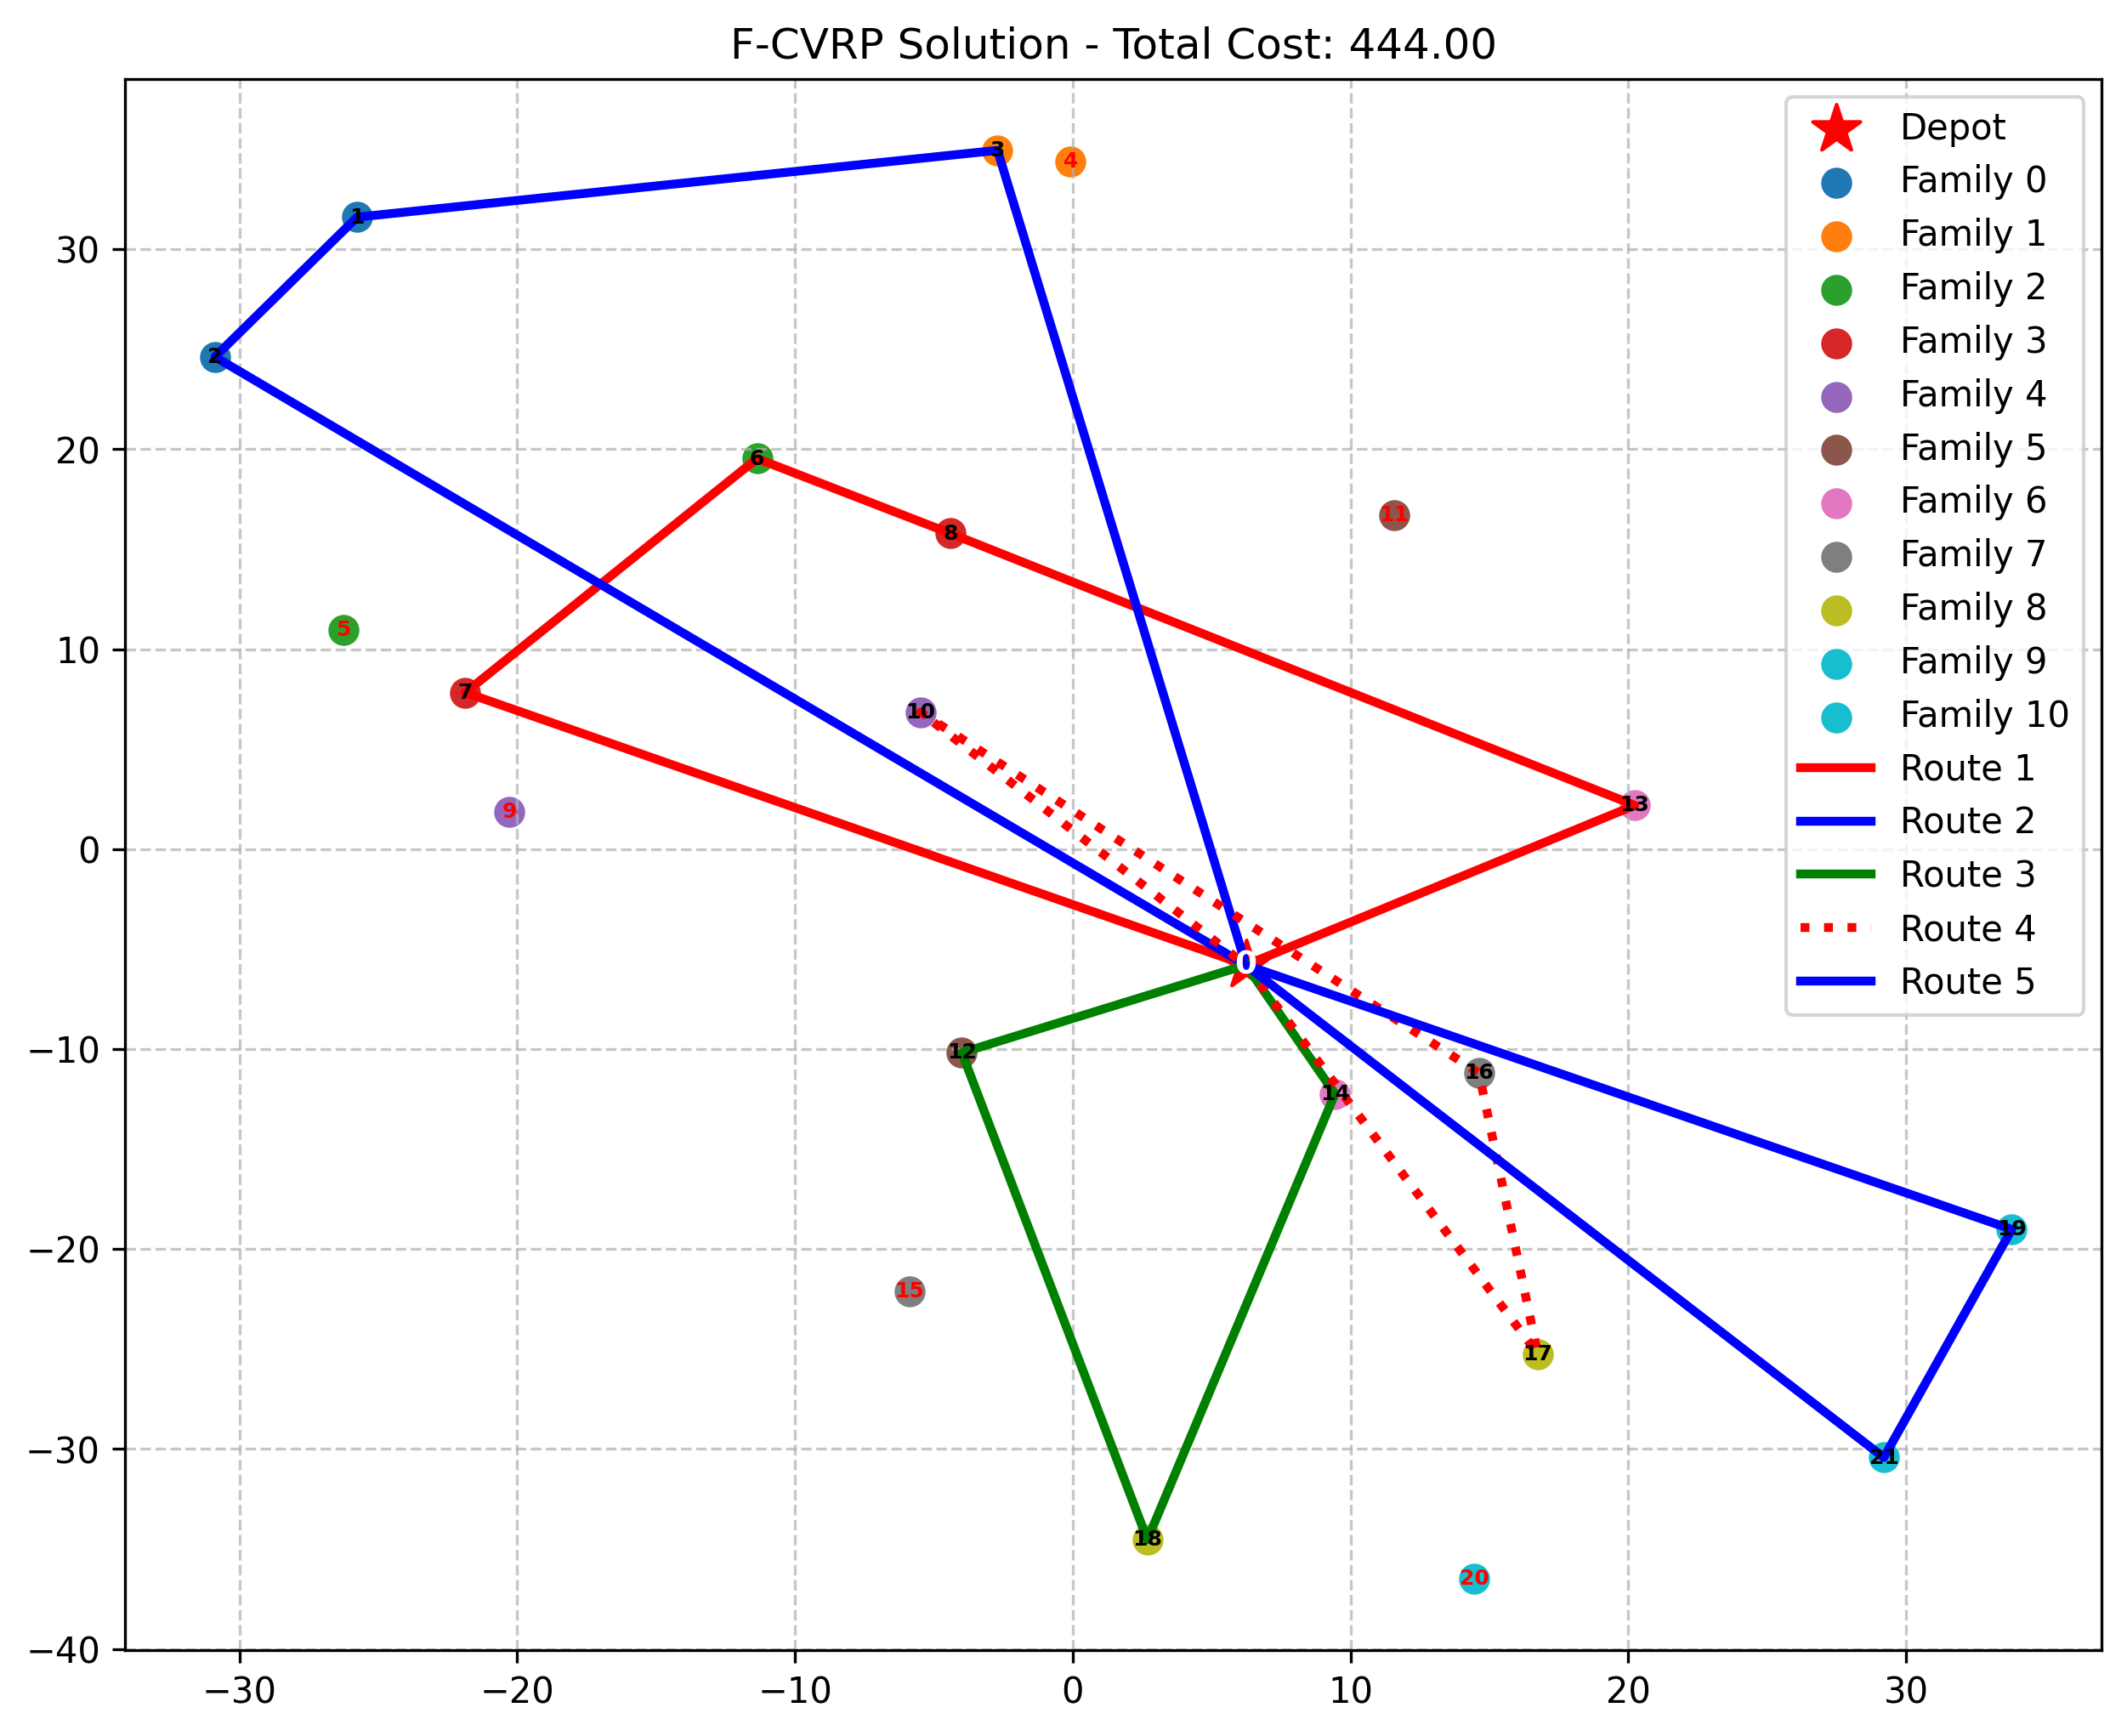 F-CVRP Solution - Total Cost: 444.00
Depot
Family 0
Family 1
Family 2
Family 3
Family 4
Family 5
Family 6
Family 7
Family 8
Family 9
Family 10
Route 1
Route 2
Route 3
Route 4
Route 5
30
20
10
0
−10
−20
−30
−40
−30
−20
−10
0
10
20
30
3
4
1
2
6
11
8
5
7
10
13
9
0
12
16
14
19
15
17
21
18
20